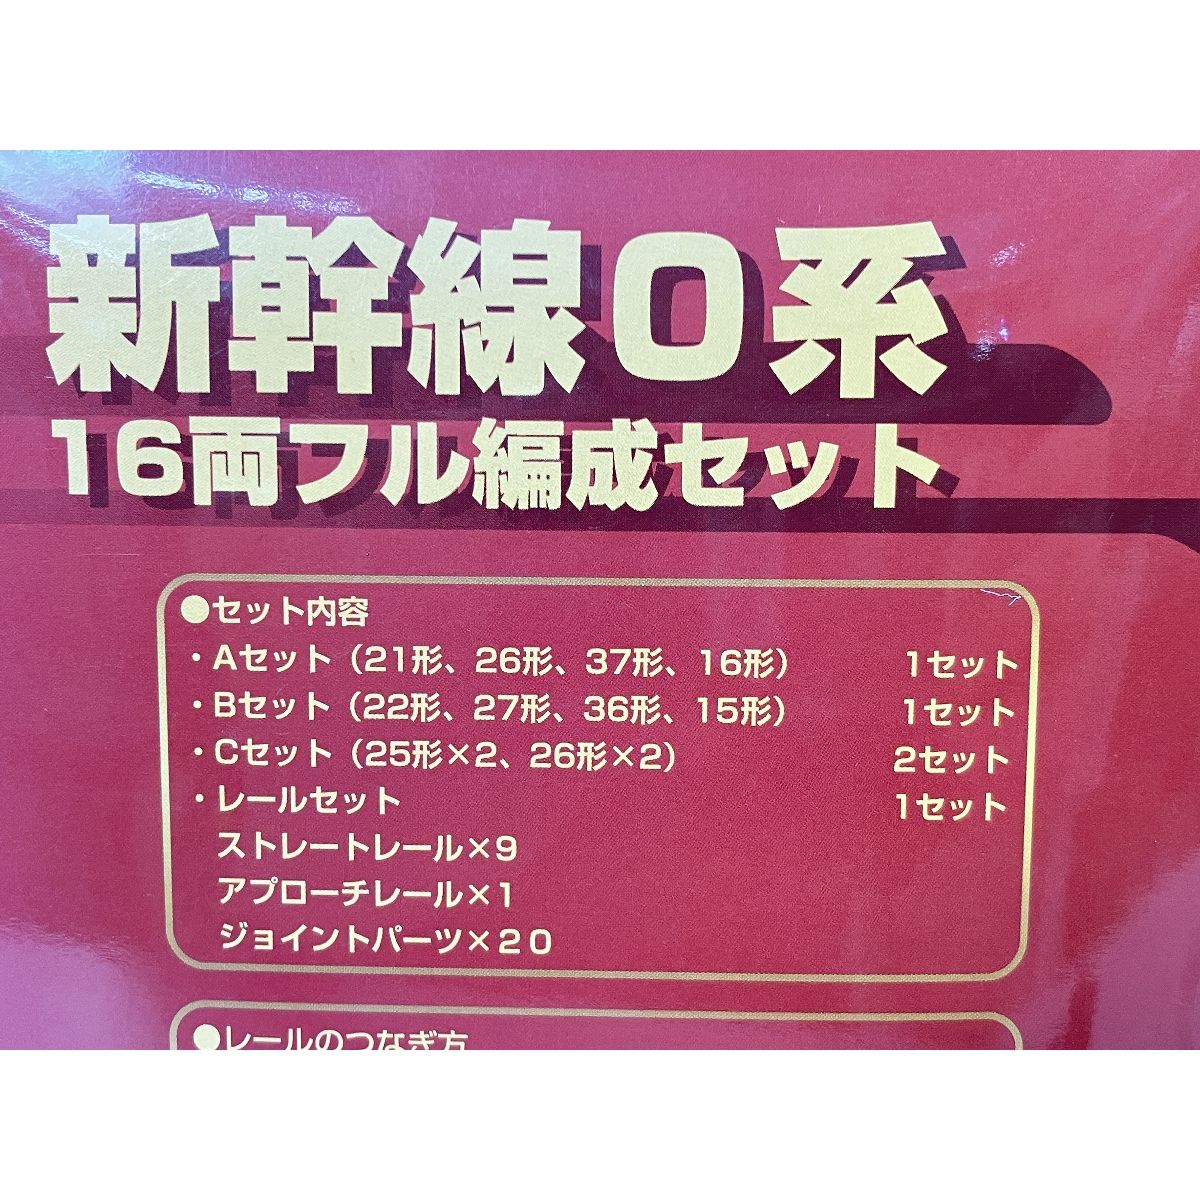 新幹線0系
16両フル編成セット
●セット内容
・Aセット（21形、26形、37形、16形） 1セット
・Bセット（22形、27形、36形、15形） 1セット
・Cセット（25形×2、26形×2） 2セット
・レールセット 1セット
ストレートレール×9
アプローチレール×1
ジョイントパーツ×20
●レールのつなぎ方